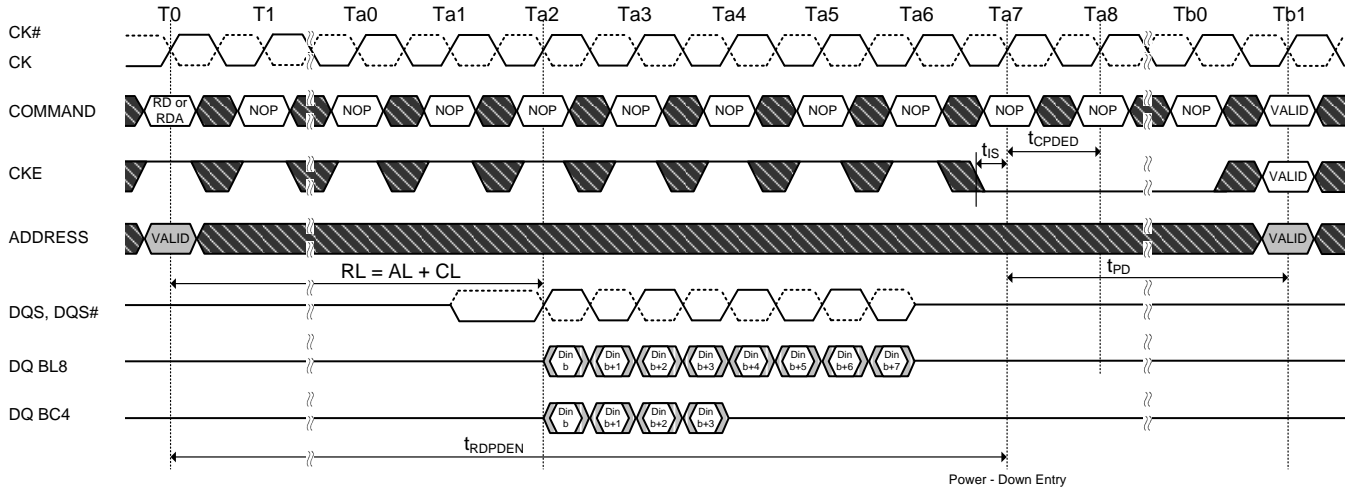 T0 T1 Ta0 Ta1 Ta2 Ta3 Ta4 Ta5 Ta6 Ta7 Ta8 Tb0 Tb1
CK#
CK
COMMAND RD or RDA NOP NOP NOP NOP NOP NOP NOP NOP NOP NOP NOP VALID
tIS tCPDED
CKE VALID
ADDRESS VALID VALID
RL = AL + CL tPD
DQS, DQS#
DQ BL8 Din b Din b+1 Din b+2 Din b+3 Din b+4 Din b+5 Din b+6 Din b+7
DQ BC4 Din b Din b+1 Din b+2 Din b+3
tRDPDEN
Power - Down Entry